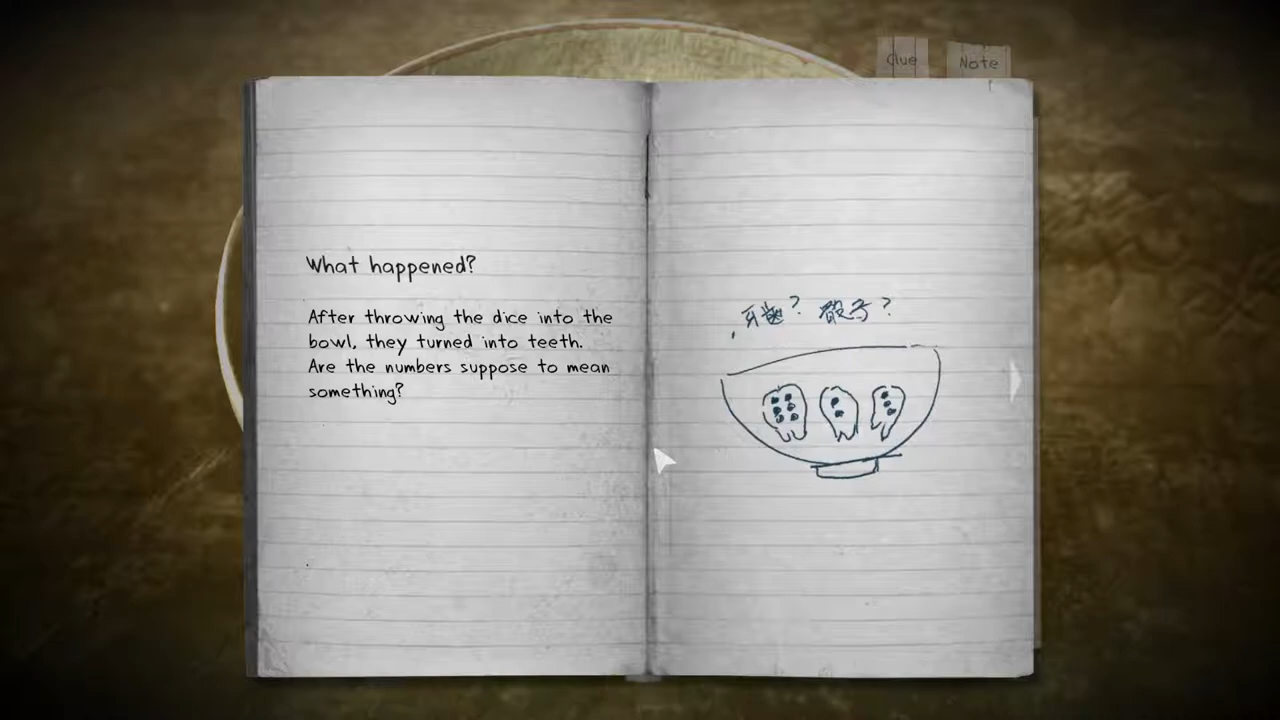 Clue
Note
What happened?
After throwing the dice into the
bowl, they turned into teeth.
Are the numbers suppose to mean
something?
牙齒? 骰子?